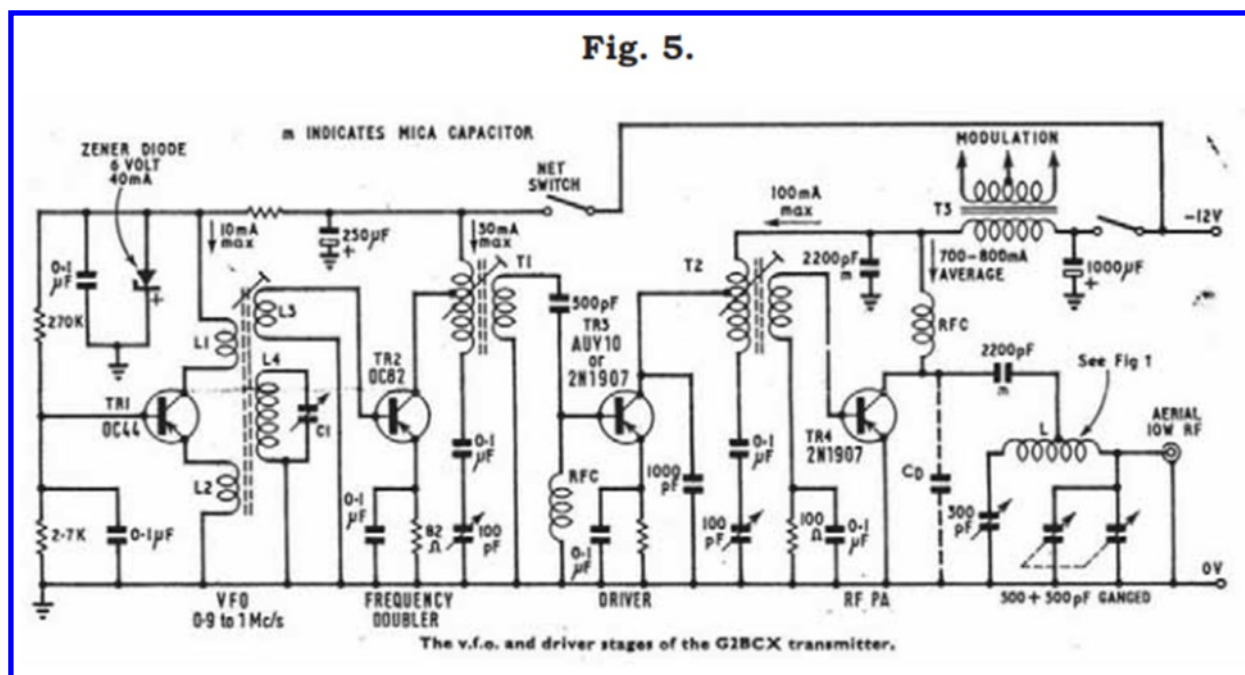 Fig. 5.
m INDICATES MICA CAPACITOR
ZENER DIODE
6 VOLT
40mA
NET
SWITCH
MODULATION
T3
-12V
10mA
max
250µF
+
30mA
max
T1
100mA
max
T2
2200pF
m
700-800mA
AVERAGE
1000µF
+
0·1
µF
+
270K
L1
L3
L4
C1
L2
TR1
OC44
TR2
OC82
500pF
TR3
AUY10
or
2N1907
RFC
2200pF
m
See Fig 1
L
AERIAL
10W RF
TR4
2N1907
CD
2·7K
0·1µF
0·1
µF
82
Ω
0·1
µF
100
pF
RFC
0·1
µF
1000
pF
0·1
µF
100
pF
100
Ω
0·1
µF
300
pF
0V
VFO
0·9 to 1 Mc/s
FREQUENCY
DOUBLER
DRIVER
RF PA
500 + 500pF GANGED
The v.f.o. and driver stages of the G2BCX transmitter.